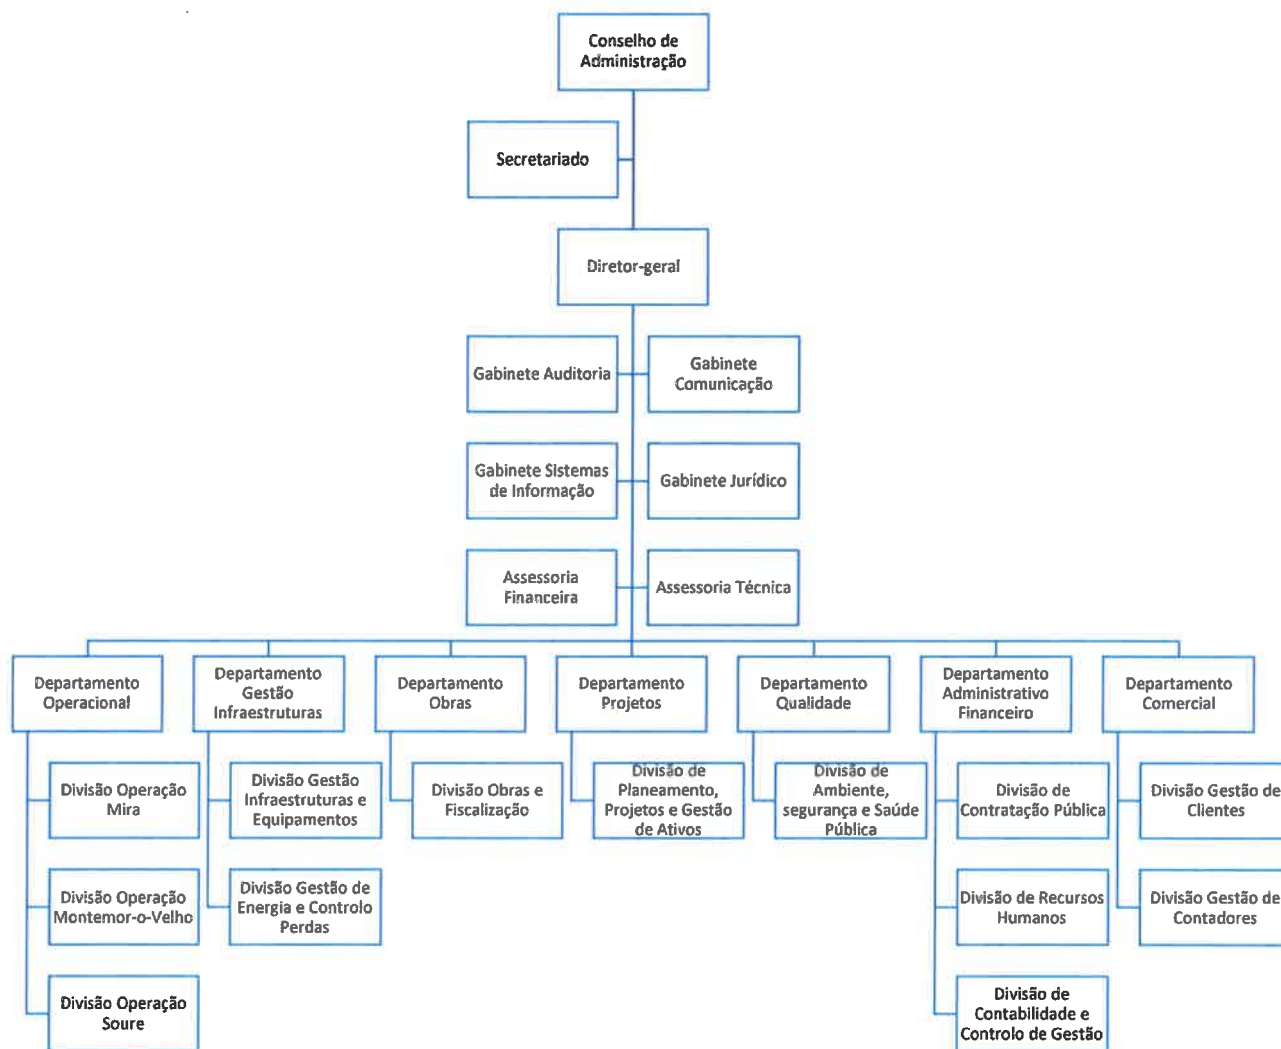 Conselho de
Administração
Secretariado
Diretor-geral
Gabinete Auditoria
Gabinete
Comunicação
Gabinete Sistemas
de Informação
Gabinete Jurídico
Assessoria
Financeira
Assessoria Técnica
Departamento
Operacional
Departamento
Gestão
Infraestruturas
Departamento
Obras
Departamento
Projetos
Departamento
Qualidade
Departamento
Administrativo
Financeiro
Departamento
Comercial
Divisão Operação
Mira
Divisão Gestão
Infraestruturas e
Equipamentos
Divisão Obras e
Fiscalização
Divisão de
Planeamento,
Projetos e Gestão
de Ativos
Divisão de
Ambiente,
segurança e Saúde
Pública
Divisão de
Contratação Pública
Divisão Gestão de
Clientes
Divisão Operação
Montemor-o-Velho
Divisão Gestão de
Energia e Controlo
Perdas
Divisão de Recursos
Humanos
Divisão Gestão de
Contadores
Divisão Operação
Soure
Divisão de
Contabilidade e
Controlo de Gestão